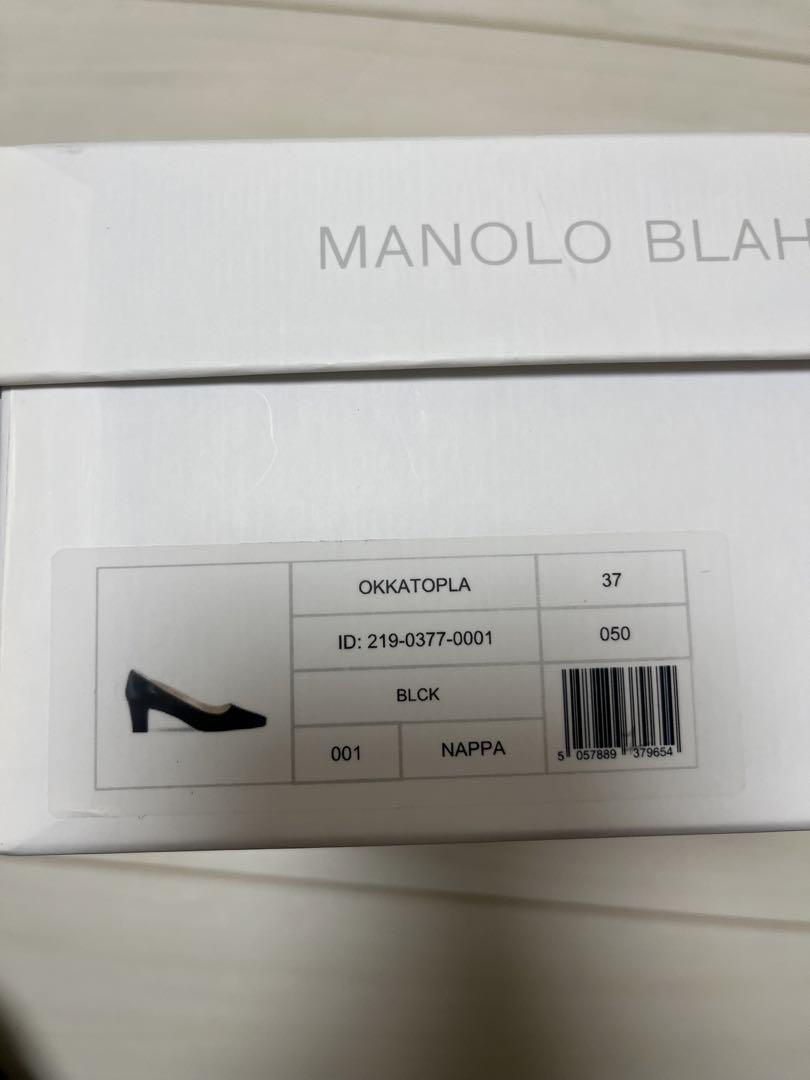 MANOLO BLAH
OKKATOPLA
37
ID: 219-0377-0001
050
BLCK
001
NAPPA
5 057889 379654